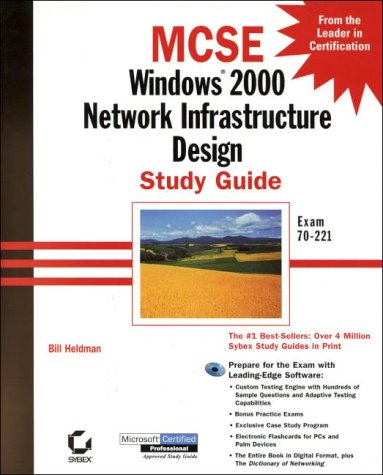 From the
Leader in
Certification
MCSE
Windows® 2000
Network Infrastructure
Design
Study Guide
Exam
70-221
Bill Heldman
The #1 Best-Sellers: Over 4 Million
Sybex Study Guides in Print
Prepare for the Exam with
Leading-Edge Software:
• Custom Testing Engine with Hundreds of
Sample Questions and Adaptive Testing
Capabilities
• Bonus Practice Exams
• Exclusive Case Study Program
• Electronic Flashcards for PCs and
Palm Devices
• The Entire Book in Digital Format, plus
The Dictionary of Networking
SYBEX
Microsoft Certified
Professional
Approved Study Guide